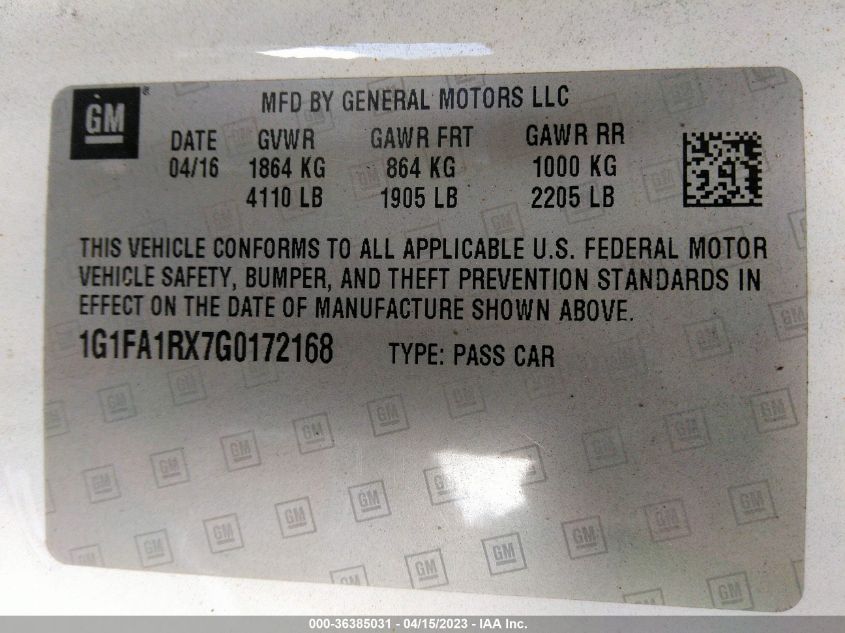 GM
MFD BY GENERAL MOTORS LLC
DATE GVWR GAWR FRT GAWR RR
04/16 1864 KG 864 KG 1000 KG
4110 LB 1905 LB 2205 LB
THIS VEHICLE CONFORMS TO ALL APPLICABLE U.S. FEDERAL MOTOR
VEHICLE SAFETY, BUMPER, AND THEFT PREVENTION STANDARDS IN
EFFECT ON THE DATE OF MANUFACTURE SHOWN ABOVE.
1G1FA1RX7G0172168 TYPE: PASS CAR
000-36385031 - 04/15/2023 - IAA Inc.